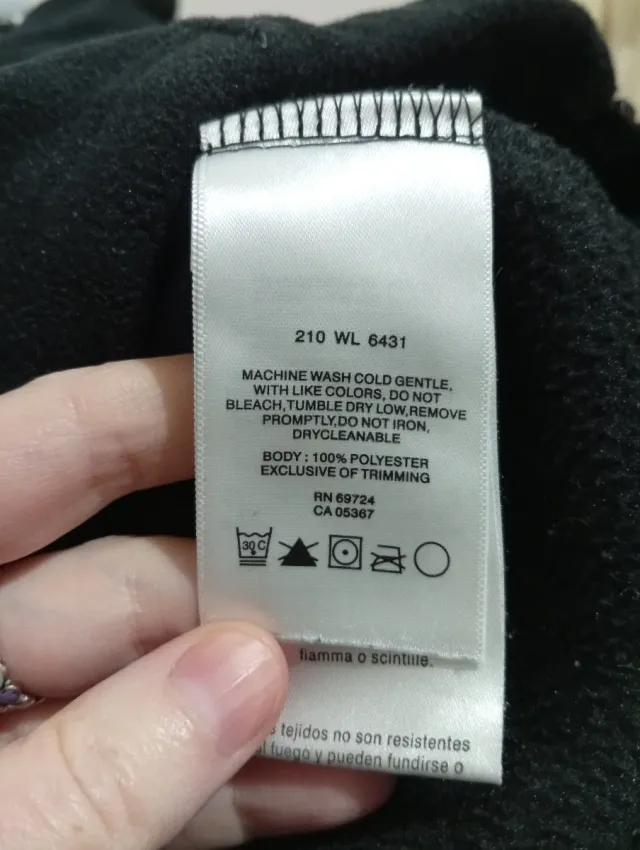 210 WL 6431
MACHINE WASH COLD GENTLE,
WITH LIKE COLORS, DO NOT
BLEACH,TUMBLE DRY LOW,REMOVE
PROMPTLY,DO NOT IRON,
DRYCLEANABLE
BODY : 100% POLYESTER
EXCLUSIVE OF TRIMMING
RN 69724
CA 05367
30 C
fiamma o scintille.
tejidos no son resistentes
fuego y pueden fundirse o